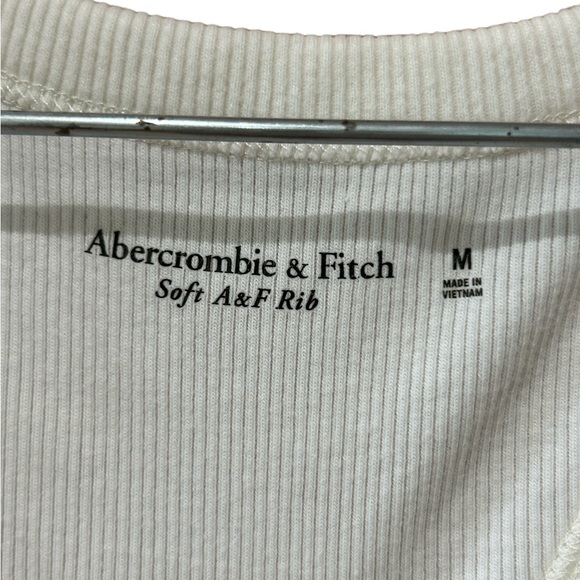 Abercrombie & Fitch
Soft A&F Rib
M
MADE IN
VIETNAM